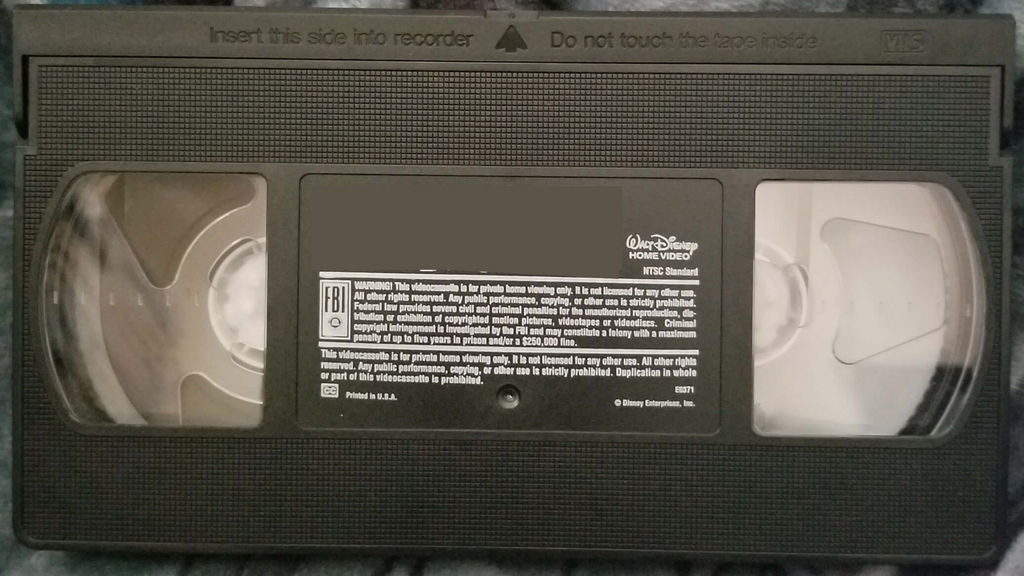 Insert this side into recorder Do not touch the tape inside VHS
WALT DISNEY
HOME VIDEO
NTSC Standard
FBI
WARNING! This videocassette is for private home viewing only. It is not licensed for any other use.
All other rights reserved. Any public performance, copying, or other use is strictly prohibited.
Federal law provides severe civil and criminal penalties for the unauthorized reproduction, dis-
tribution or exhibition of copyrighted motion pictures, videotapes or videodiscs. Criminal
copyright infringement is investigated by the FBI and may constitute a felony with a maximum
penalty of up to five years in prison and/or a $250,000 fine.
This videocassette is for private home viewing only. It is not licensed for any other use. All other rights
reserved. Any public performance, copying, or other use is strictly prohibited. Duplication in whole
or part of this videocassette is prohibited.
CC Printed in U.S.A.
© Disney Enterprises, Inc.